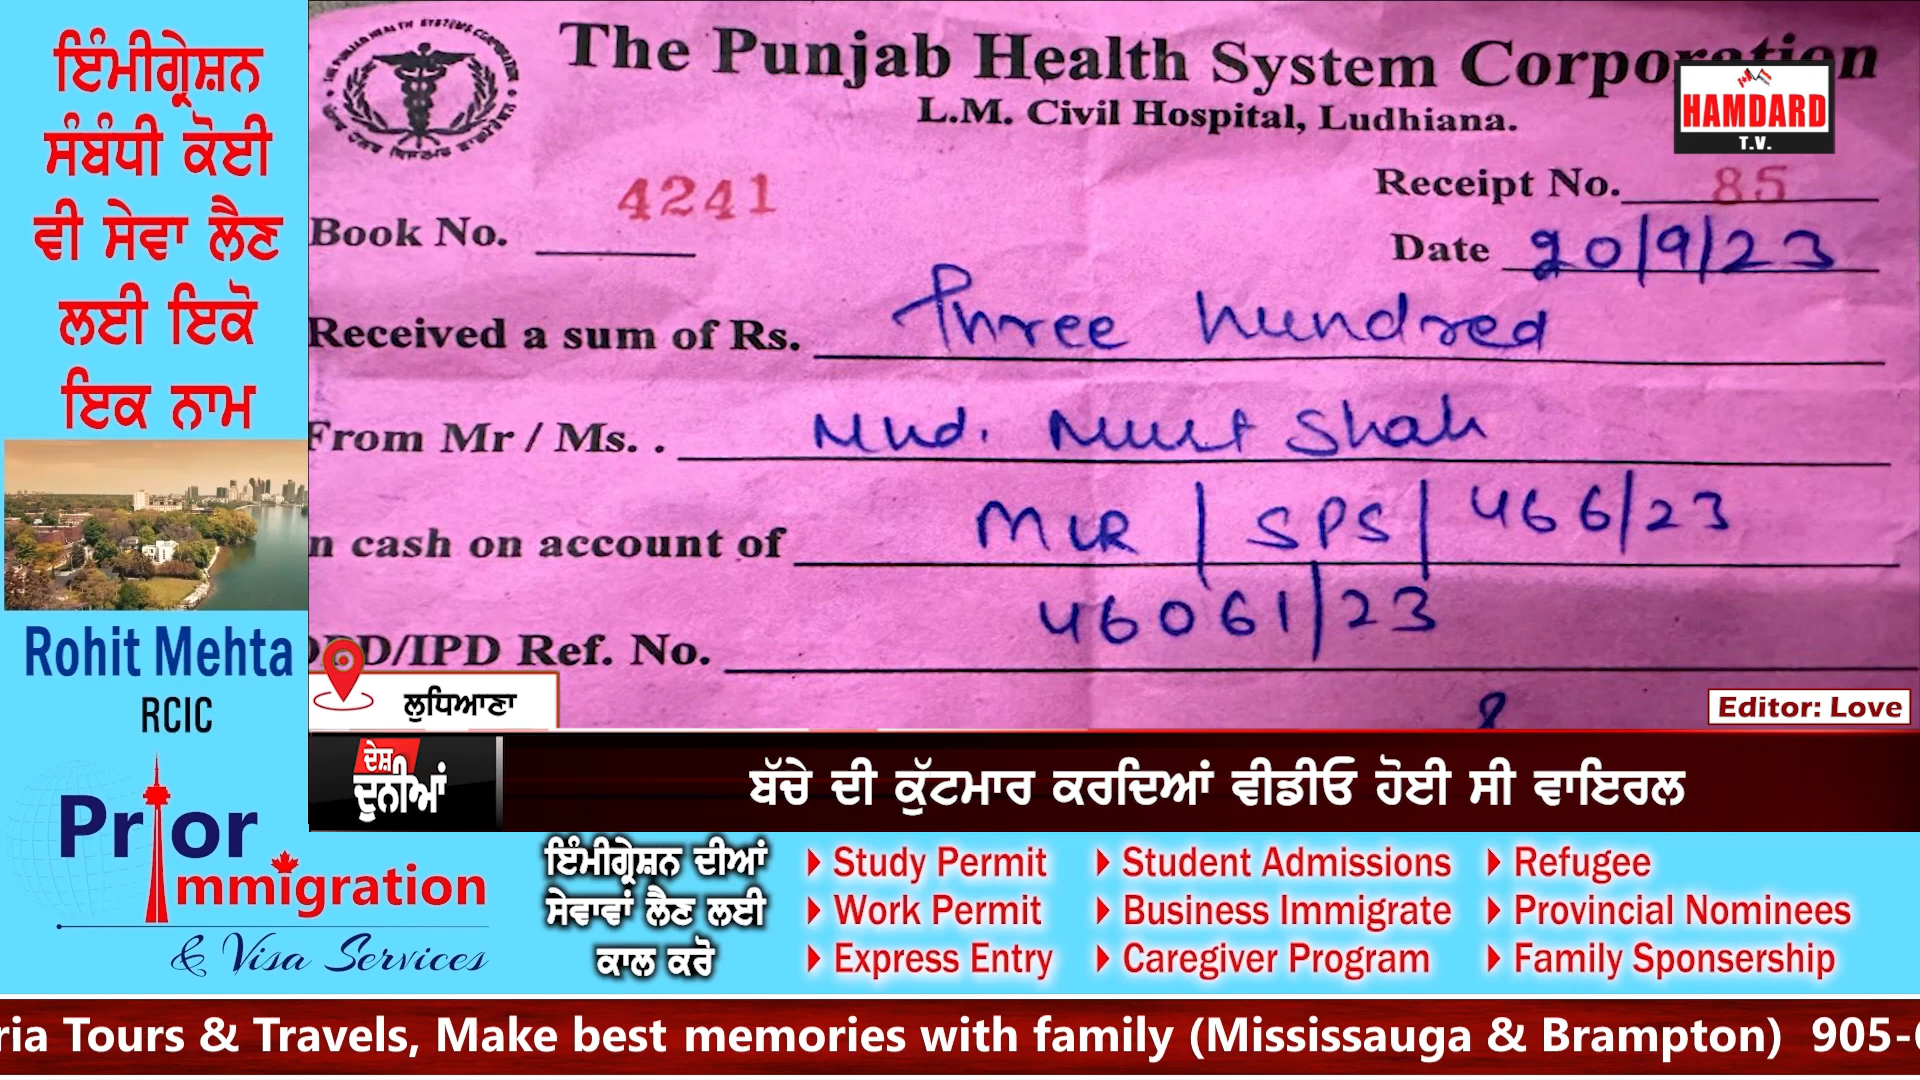 ਇੰਮੀਗ੍ਰੇਸ਼ਨ
ਸੰਬੰਧੀ ਕੋਈ
ਵੀ ਸੇਵਾ ਲੈਣ
ਲਈ ਇਕੋ
ਇਕ ਨਾਮ
Rohit Mehta
RCIC
Prior
Immigration
& Visa Services
The Punjab Health System Corporation
L.M. Civil Hospital, Ludhiana.
HAMDARD
T.V.
Receipt No. 85
Book No. 4241
Date 20/9/23
Received a sum of Rs. Three hundred
From Mr / Ms. . Mhd. Shah
n cash on account of MLR | SPS | 466/23
46061/23
D/IPD Ref. No.
ਲੁਧਿਆਣਾ
Editor: Love
ਦੇਸ਼
ਦੁਨੀਆਂ
ਬੱਚੇ ਦੀ ਕੁੱਟਮਾਰ ਕਰਦਿਆਂ ਵੀਡੀਓ ਹੋਈ ਸੀ ਵਾਇਰਲ
ਇੰਮੀਗ੍ਰੇਸ਼ਨ ਦੀਆਂ
ਸੇਵਾਵਾਂ ਲੈਣ ਲਈ
ਕਾਲ ਕਰੋ
Study Permit
Work Permit
Express Entry
Student Admissions
Business Immigrate
Caregiver Program
Refugee
Provincial Nominees
Family Sponsership
ria Tours & Travels, Make best memories with family (Mississauga & Brampton) 905-6